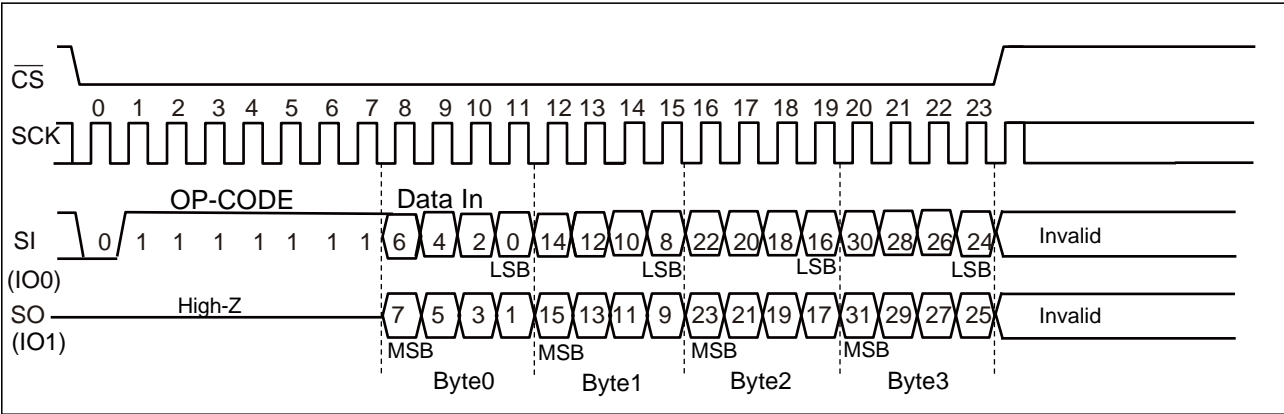 CS
0 1 2 3 4 5 6 7 8 9 10 11 12 13 14 15 16 17 18 19 20 21 22 23
SCK
OP-CODE Data In
SI 0 1 1 1 1 1 1 1 6 4 2 0 14 12 10 8 22 20 18 16 30 28 26 24 Invalid
LSB LSB LSB LSB
(IO0)
High-Z
SO 7 5 3 1 15 13 11 9 23 21 19 17 31 29 27 25 Invalid
(IO1)
MSB MSB MSB MSB
Byte0 Byte1 Byte2 Byte3